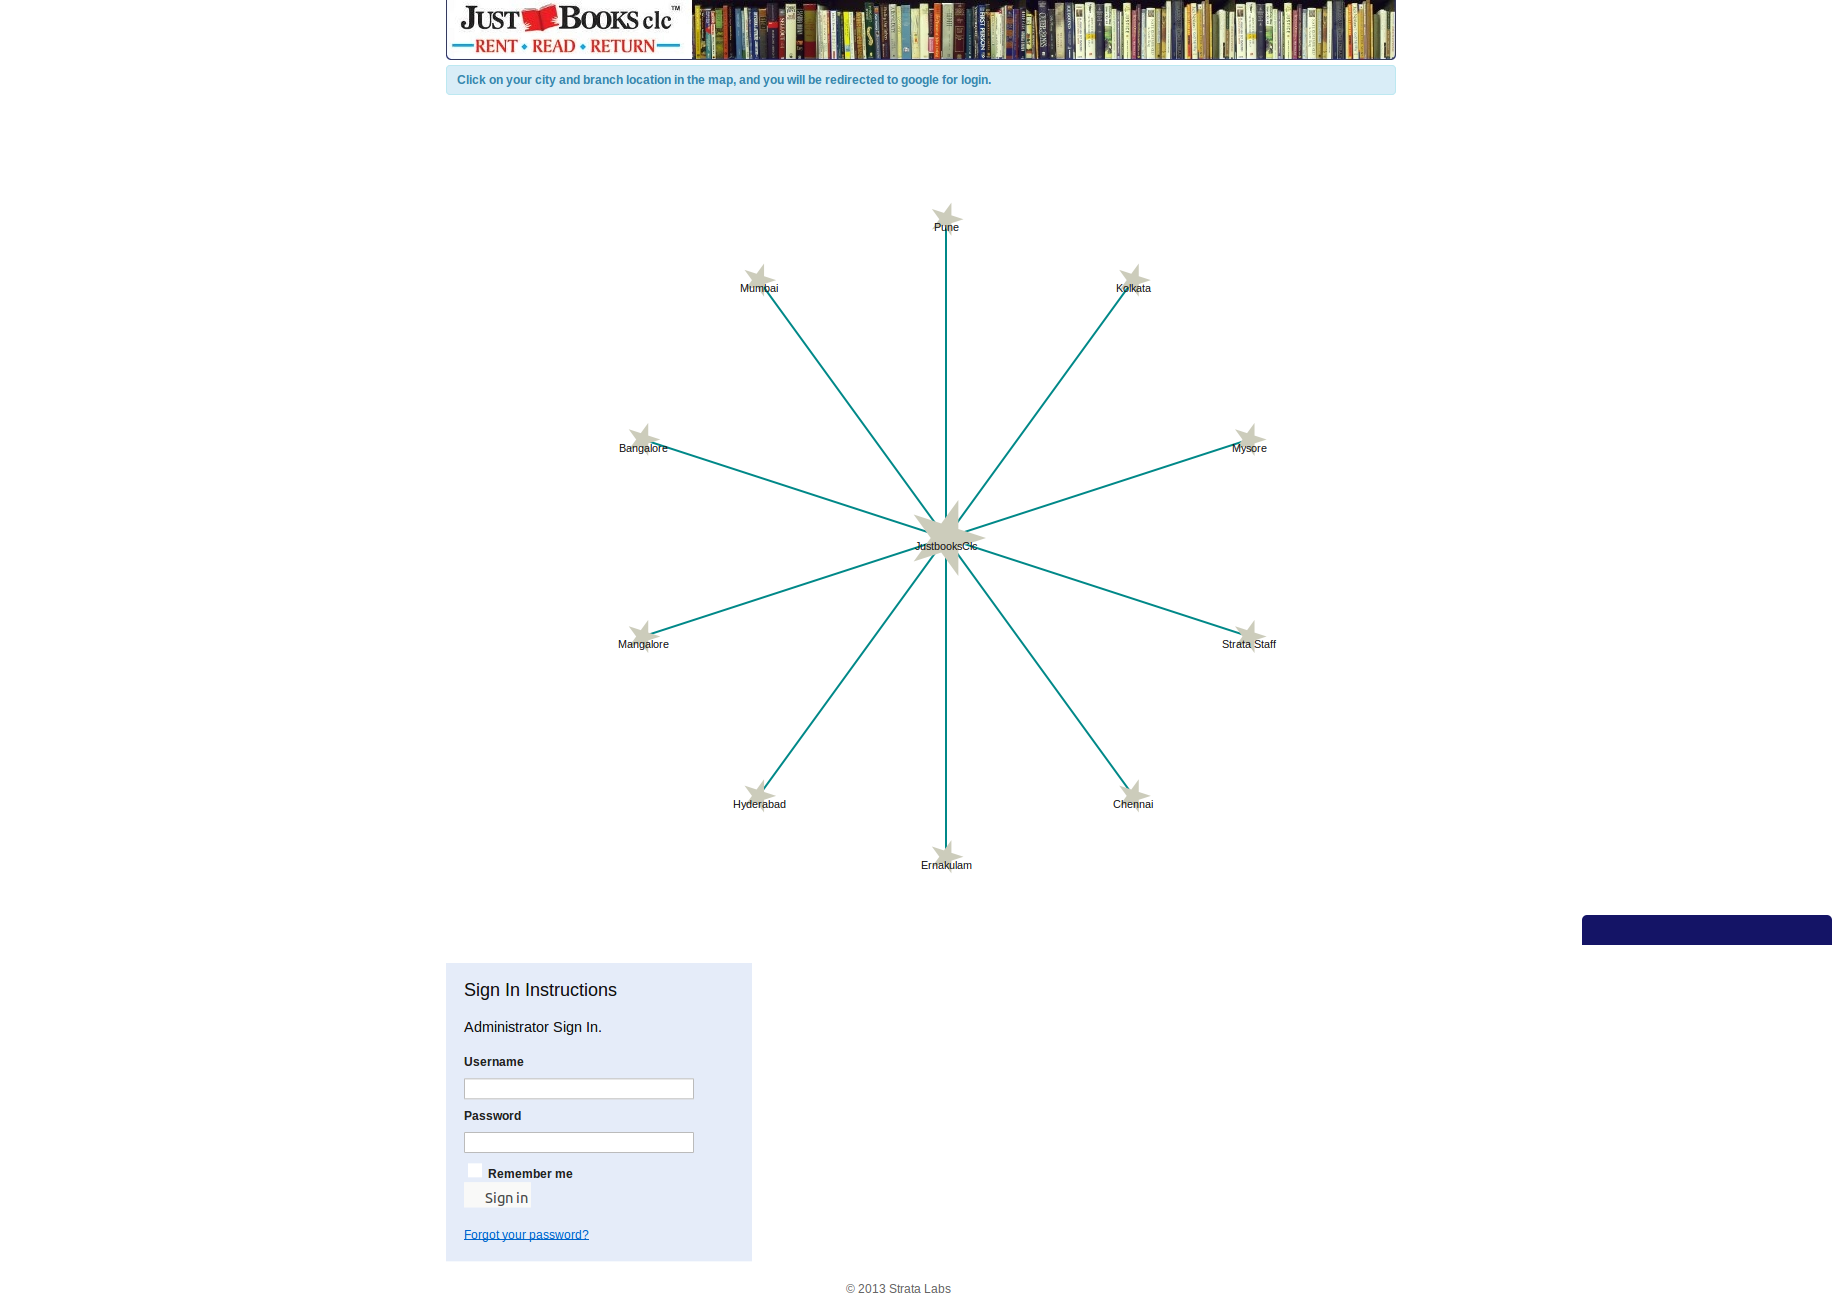 JUST BOOKS clc™
RENT READ RETURN
Click on your city and branch location in the map, and you will be redirected to google for login.
Pune
Mumbai
Kolkata
Bangalore
Mysore
JustbooksClc
Mangalore
Strata Staff
Hyderabad
Chennai
Ernakulam
Sign In Instructions
Administrator Sign In.
Username
Password
Remember me
Sign in
Forgot your password?
© 2013 Strata Labs